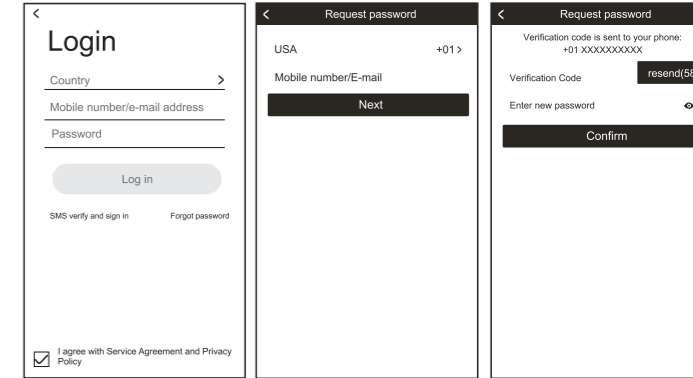 Login
Country >
Mobile number/e-mail address
Password
Log in
SMS verify and sign in Forgot password
I agree with Service Agreement and Privacy
Policy
Request password
USA +01 >
Mobile number/E-mail
Next
Request password
Verification code is sent to your phone:
+01 XXXXXXXXXX
Verification Code resend(58
Enter new password
Confirm